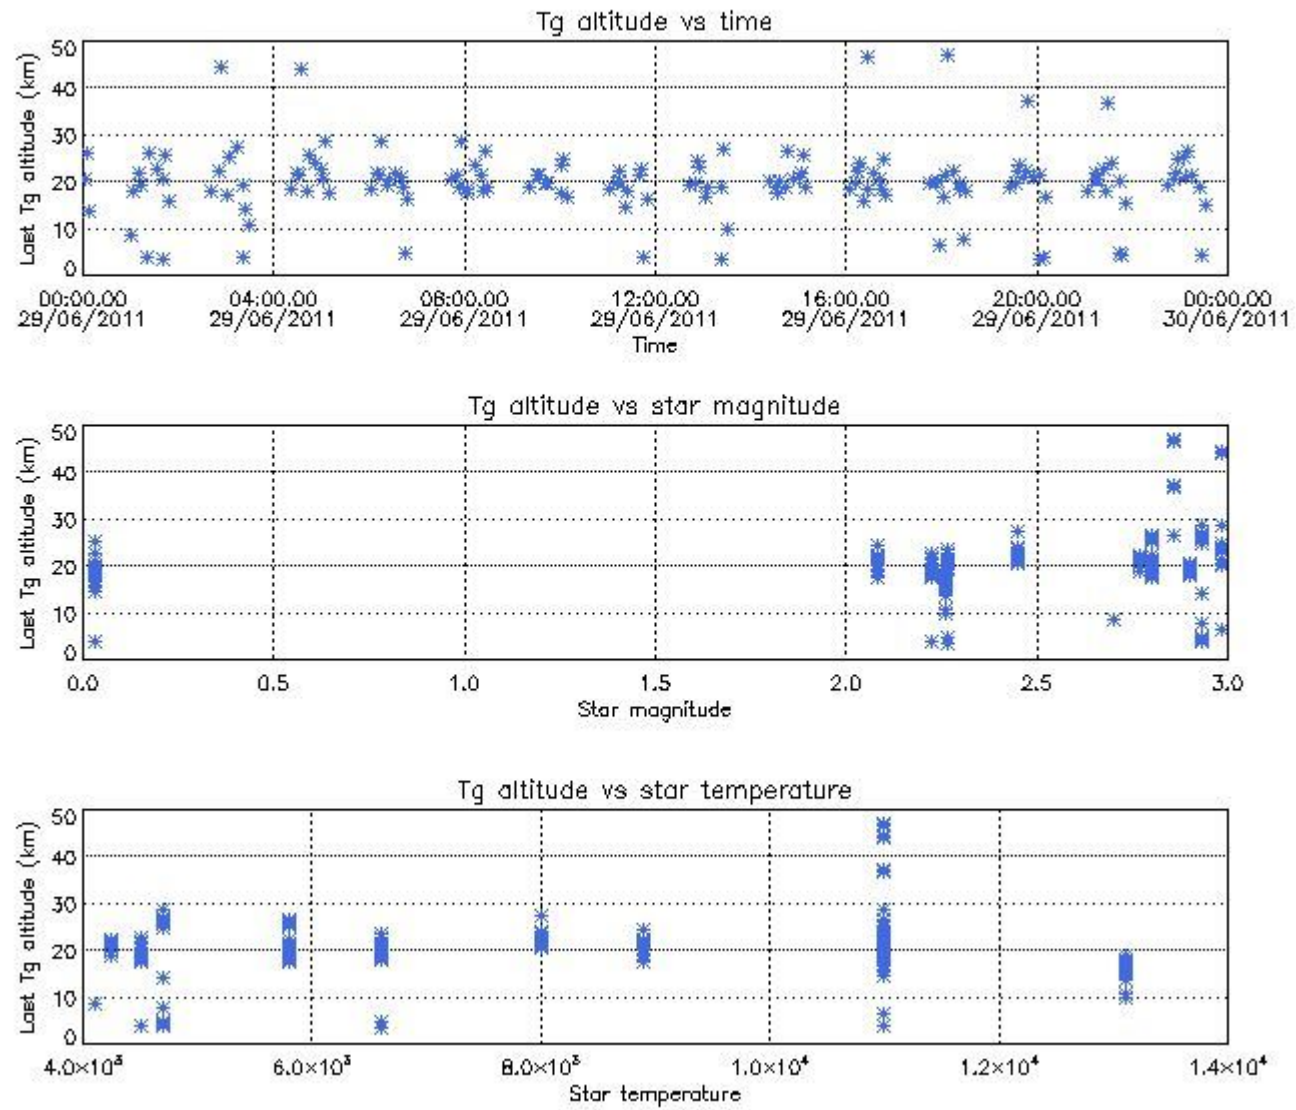 Tg altitude vs time
Last Tg altitude (km)
50
40
30
20
10
0
00:00.00 04:00.00 08:00.00 12:00.00 16:00.00 20:00.00 00:00.00
29/06/2011 29/06/2011 29/06/2011 29/06/2011 29/06/2011 29/06/2011 30/06/2011
Time
Tg altitude vs star magnitude
Last Tg altitude (km)
50
40
30
20
10
0
0.0 0.5 1.0 1.5 2.0 2.5 3.0
Star magnitude
Tg altitude vs star temperature
Last Tg altitude (km)
50
40
30
20
10
0
4.0×10³ 6.0×10³ 8.0×10³ 1.0×10⁴ 1.2×10⁴ 1.4×10⁴
Star temperature